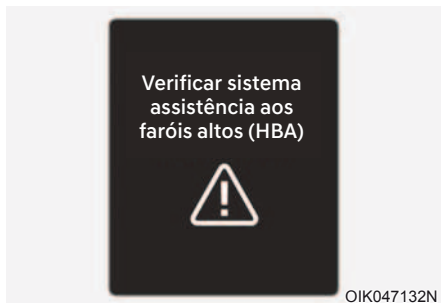 Verificar sistema
assistência aos
faróis altos (HBA)
OIK047132N